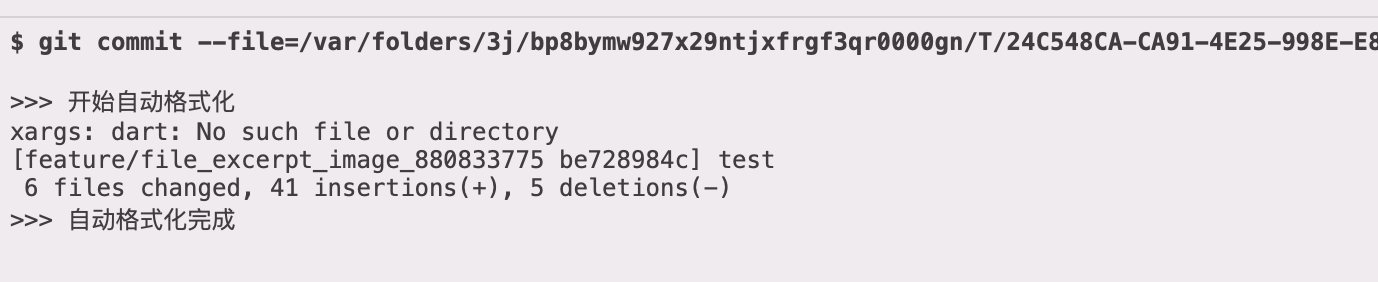 $ git commit --file=/var/folders/3j/bp8bymw927x29ntjxfrgf3qr0000gn/T/24C548CA-CA91-4E25-998E-E8
>>> 开始自动格式化
xargs: dart: No such file or directory
[feature/file_excerpt_image_880833775 be728984c] test
 6 files changed, 41 insertions(+), 5 deletions(-)
>>> 自动格式化完成